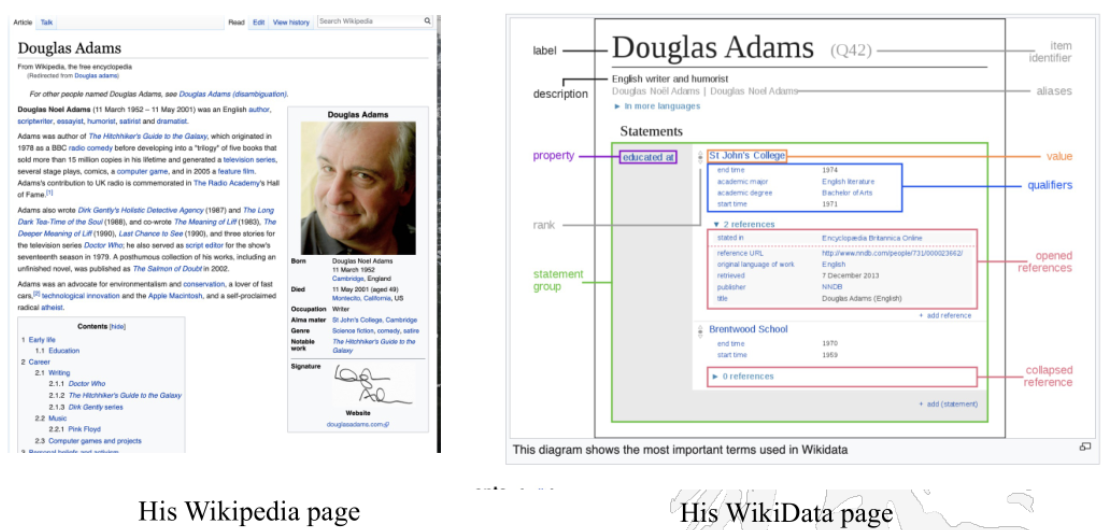 Article Talk Read Edit View history Search Wikipedia
Douglas Adams
From Wikipedia, the free encyclopedia
(Redirected from Douglas adams)
For other people named Douglas Adams, see Douglas Adams (disambiguation).
Douglas Noel Adams (11 March 1952 – 11 May 2001) was an English author,
scriptwriter, essayist, humorist, satirist and dramatist.
Adams was author of The Hitchhiker's Guide to the Galaxy, which originated in
1978 as a BBC radio comedy before developing into a "trilogy" of five books that
sold more than 15 million copies in his lifetime and generated a television series,
several stage plays, comics, a computer game, and in 2005 a feature film.
Adams's contribution to UK radio is commemorated in The Radio Academy's Hall
of Fame.[1]
Adams also wrote Dirk Gently's Holistic Detective Agency (1987) and The Long
Dark Tea-Time of the Soul (1988), and co-wrote The Meaning of Liff (1983), The
Deeper Meaning of Liff (1990), Last Chance to See (1990), and three stories for
the television series Doctor Who; he also served as script editor for the show's
seventeenth season in 1979. A posthumous collection of his works, including an
unfinished novel, was published as The Salmon of Doubt in 2002.
Adams was an advocate for environmentalism and conservation, a lover of fast
cars,[2] technological innovation and the Apple Macintosh, and a self-proclaimed
radical atheist.
Contents [hide]
1 Early life
1.1 Education
2 Career
2.1 Writing
2.1.1 Doctor Who
2.1.2 The Hitchhiker's Guide to the Galaxy
2.1.3 Dirk Gently series
2.2 Music
2.2.1 Pink Floyd
2.3 Computer games and projects
3 Personal beliefs and activism
Douglas Adams
Born Douglas Noel Adams
11 March 1952
Cambridge, England
Died 11 May 2001 (aged 49)
Montecito, California, US
Occupation Writer
Alma mater St John's College, Cambridge
Genre Science fiction, comedy, satire
Notable The Hitchhiker's Guide to the
work Galaxy
Signature
Website
douglasadams.com
His Wikipedia page
label Douglas Adams (Q42) item
identifier
English writer and humorist
description Douglas Noël Adams | Douglas Noel Adams aliases
► In more languages
Statements
property educated at St John's College value
end time 1974
academic major English literature qualifiers
academic degree Bachelor of Arts
start time 1971
rank ▼ 2 references
stated in Encyclopædia Britannica Online
reference URL http://www.nndb.com/people/731/000023662/ opened
original language of work English references
retrieved 7 December 2013
statement publisher NNDB
group title Douglas Adams (English)
+ add reference
Brentwood School
end time 1970
start time 1959
► 0 references collapsed
reference
+ add (statement)
This diagram shows the most important terms used in Wikidata
His WikiData page